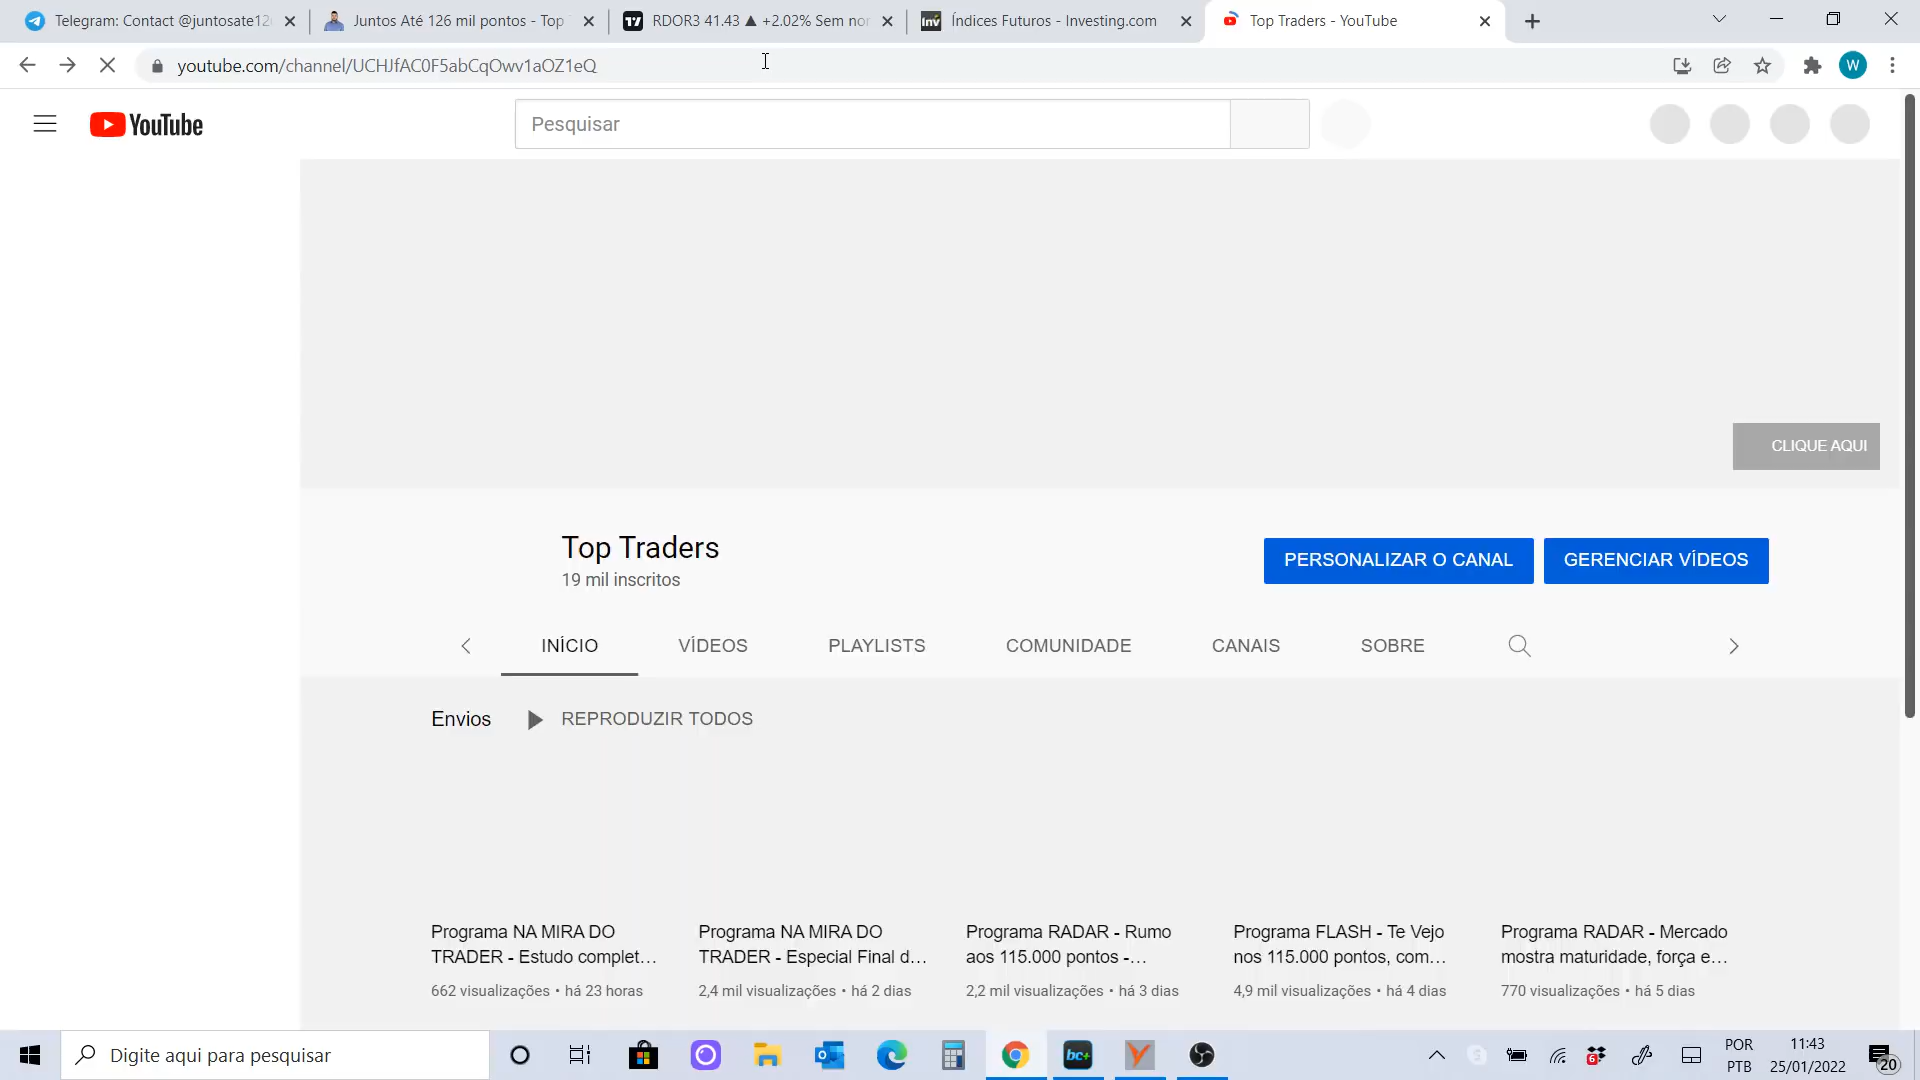 Telegram: Contact @juntosate12
Juntos Até 126 mil pontos - Top
RDOR3 41.43 ▲ +2.02% Sem nor
Índices Futuros - Investing.com
Top Traders - YouTube
youtube.com/channel/UCHJfAC0F5abCqOwv1aOZ1eQ
W
YouTube
Pesquisar
CLIQUE AQUI
Top Traders
19 mil inscritos
PERSONALIZAR O CANAL
GERENCIAR VÍDEOS
INÍCIO
VÍDEOS
PLAYLISTS
COMUNIDADE
CANAIS
SOBRE
Envios
REPRODUZIR TODOS
Programa NA MIRA DO
TRADER - Estudo complet...
662 visualizações • há 23 horas
Programa NA MIRA DO
TRADER - Especial Final d...
2,4 mil visualizações • há 2 dias
Programa RADAR - Rumo
aos 115.000 pontos -...
2,2 mil visualizações • há 3 dias
Programa FLASH - Te Vejo
nos 115.000 pontos, com...
4,9 mil visualizações • há 4 dias
Programa RADAR - Mercado
mostra maturidade, força e...
770 visualizações • há 5 dias
Digite aqui para pesquisar
bc+
6
POR
PTB
11:43
25/01/2022
20